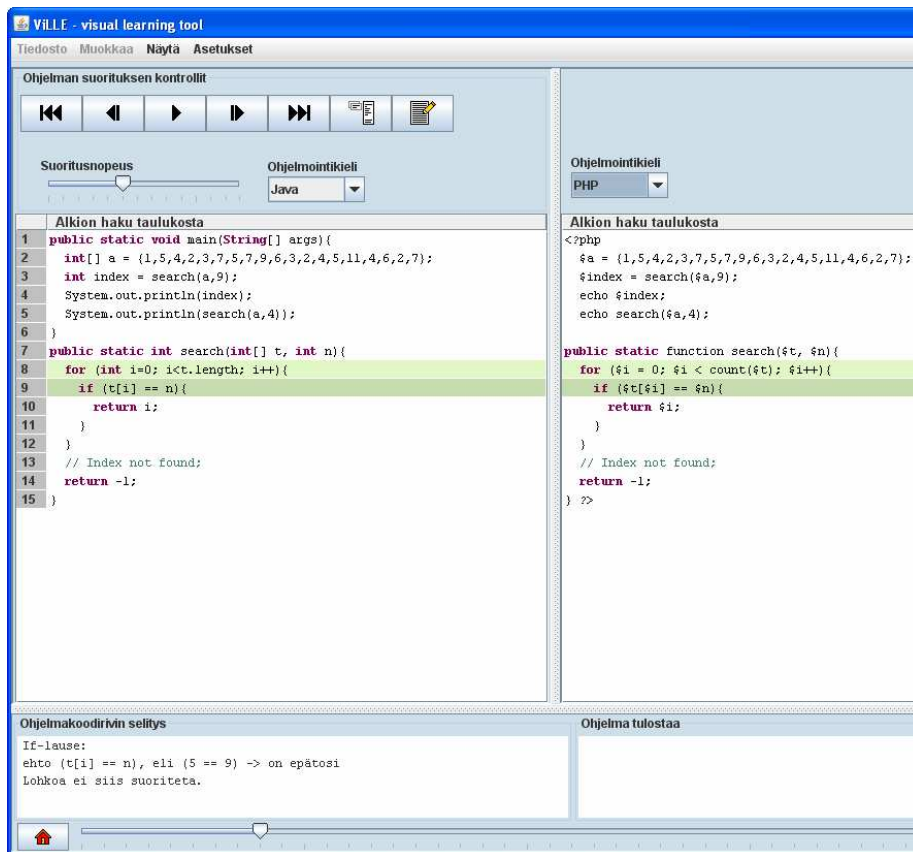 ViLLE - visual learning tool
Tiedosto Muokkaa Näytä Asetukset
Ohjelman suorituksen kontrollit
Suoritusnopeus
Ohjelmointikieli
Java
Alkion haku taulukosta
1 public static void main(String[] args){
2 int[] a = {1,5,4,2,3,7,5,7,9,6,3,2,4,5,11,4,6,2,7};
3 int index = search(a,9);
4 System.out.println(index);
5 System.out.println(search(a,4));
6 }
7 public static int search(int[] t, int n){
8 for (int i=0; i<t.length; i++){
9 if (t[i] == n){
10 return i;
11 }
12 }
13 // Index not found;
14 return -1;
15 }
Ohjelmointikieli
PHP
Alkion haku taulukosta
<?php
$a = {1,5,4,2,3,7,5,7,9,6,3,2,4,5,11,4,6,2,7};
$index = search($a,9);
echo $index;
echo search($a,4);
public static function search($t, $n){
for ($i = 0; $i < count($t); $i++){
if ($t[$i] == $n){
return $i;
}
}
// Index not found;
return -1;
} ?>
Ohjelmakoodirivin selitys
If-lause:
ehto (t[i] == n), eli (5 == 9) -> on epätosi
Lohkoa ei siis suoriteta.
Ohjelma tulostaa